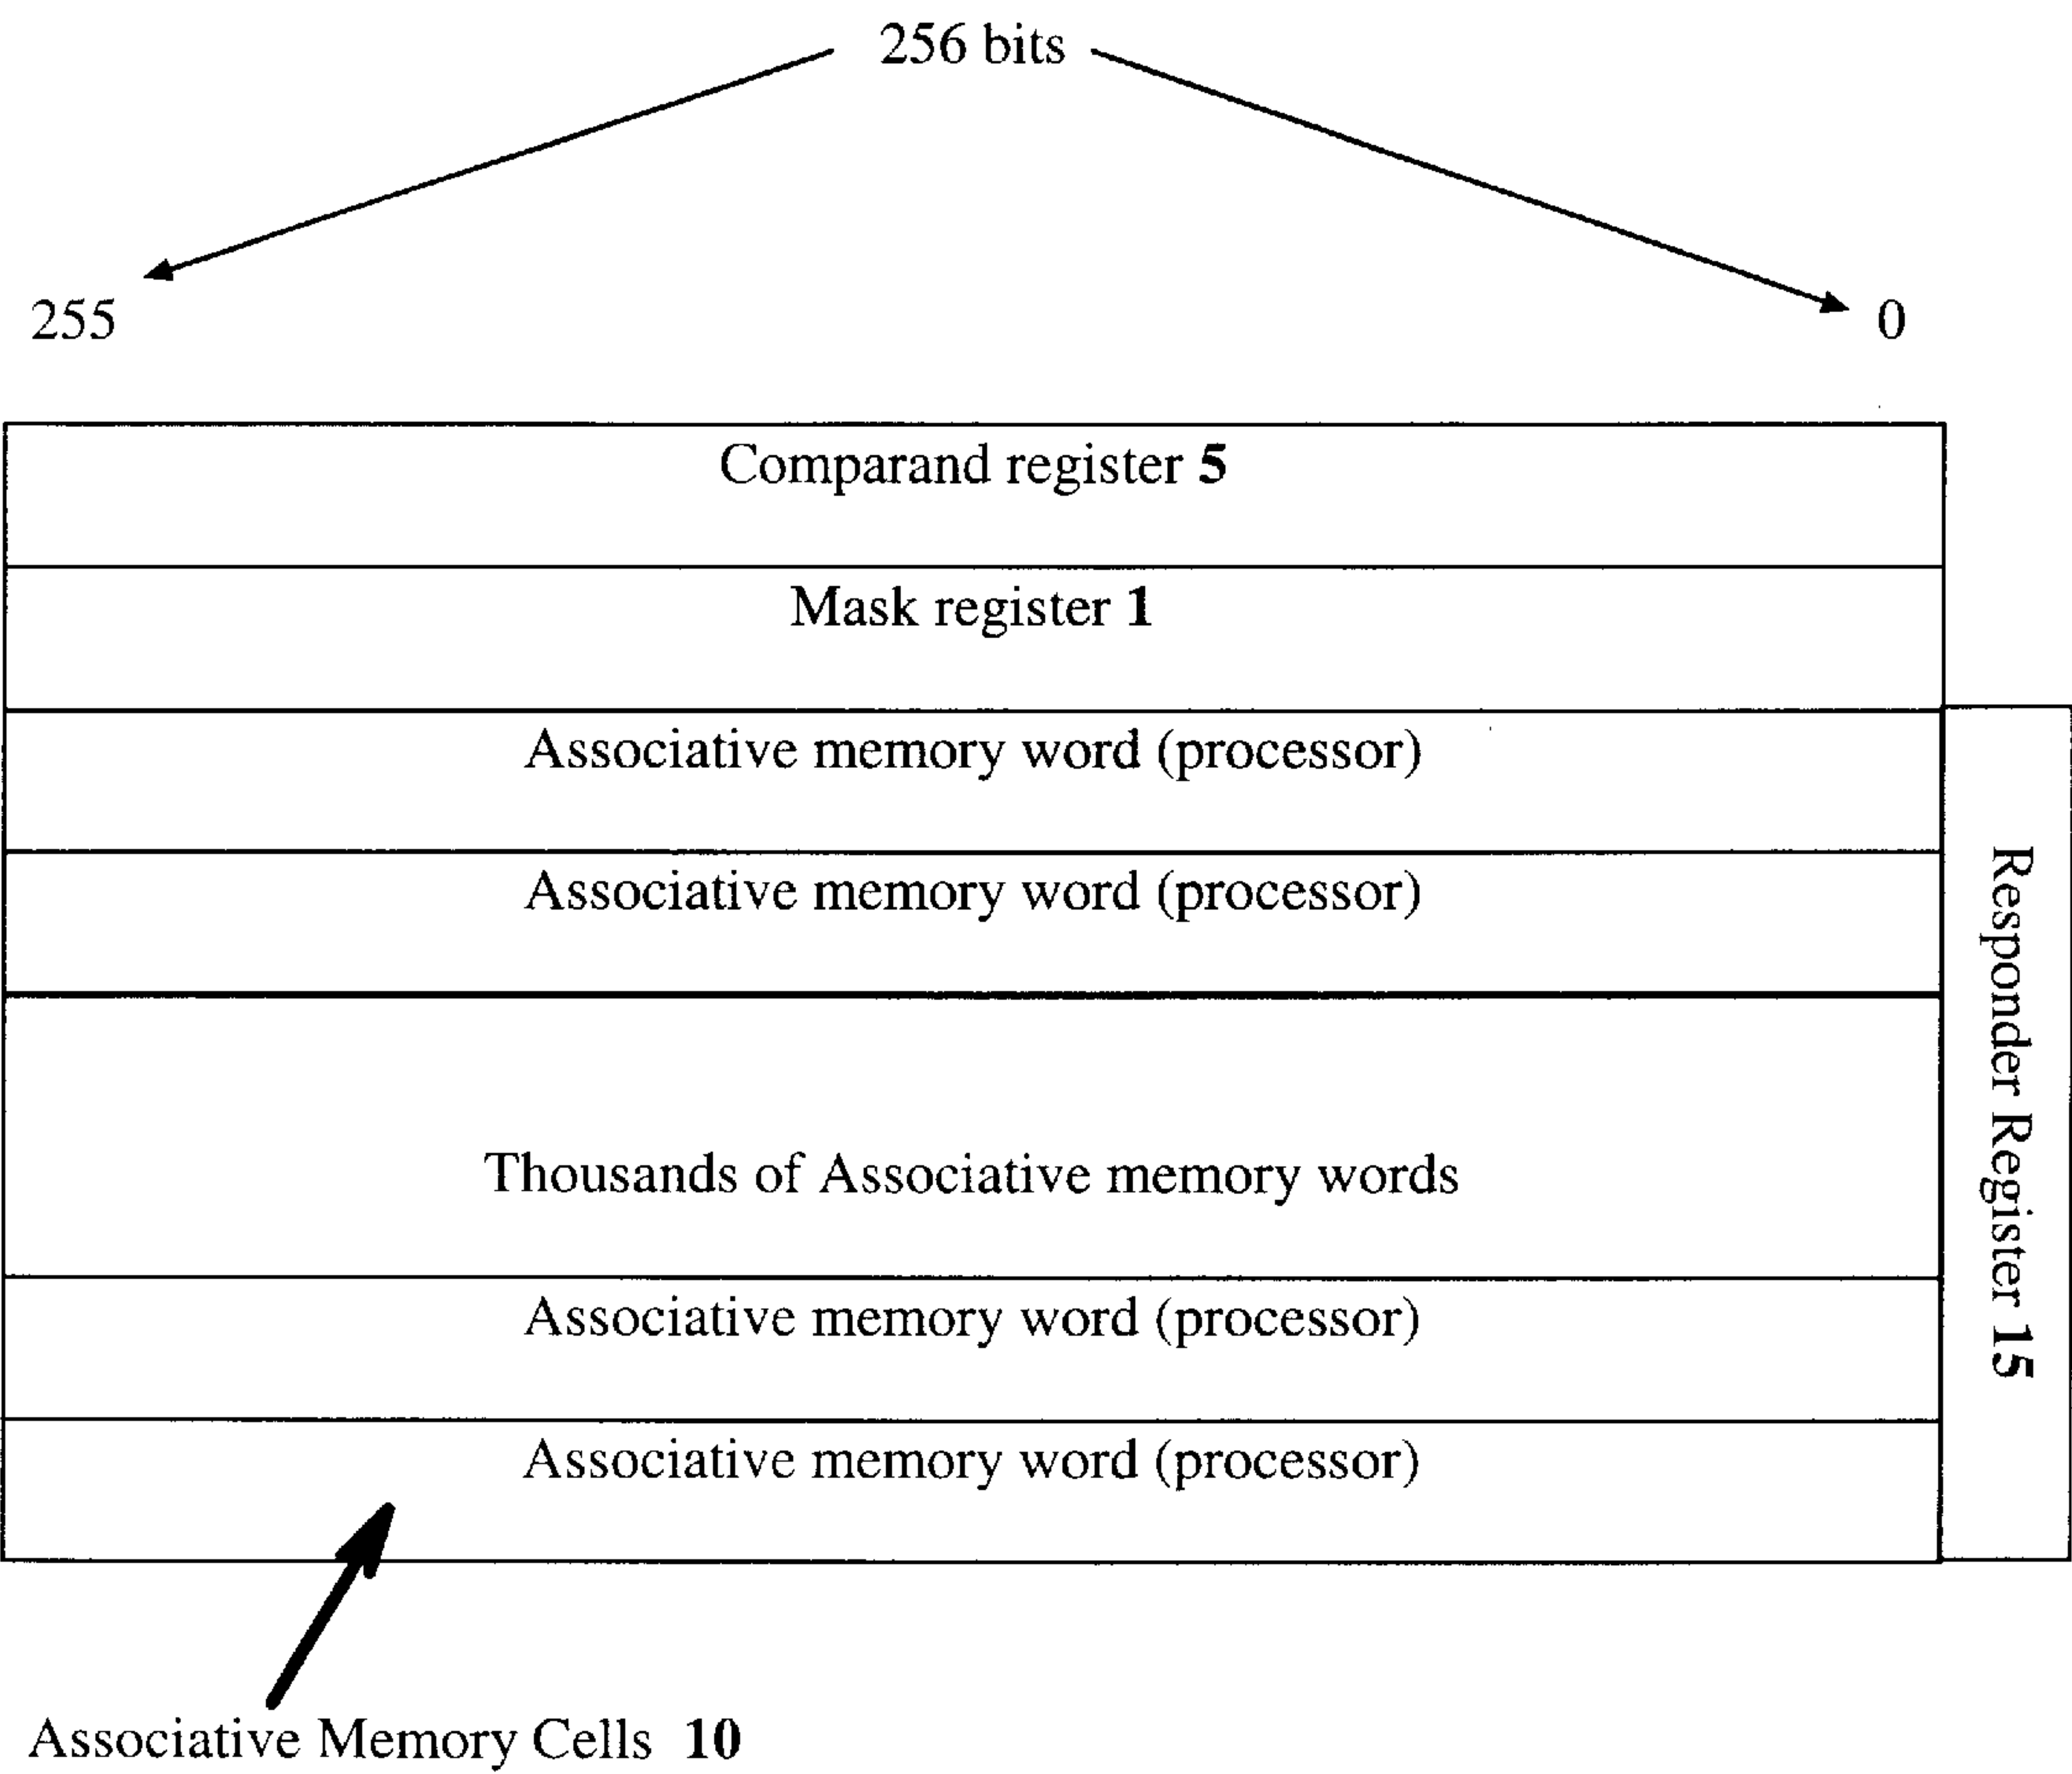 256 bits
255
0
Comparand register 5
Mask register 1
Associative memory word (processor)
Associative memory word (processor)
Thousands of Associative memory words
Associative memory word (processor)
Associative memory word (processor)
Responder Register 15
Associative Memory Cells 10